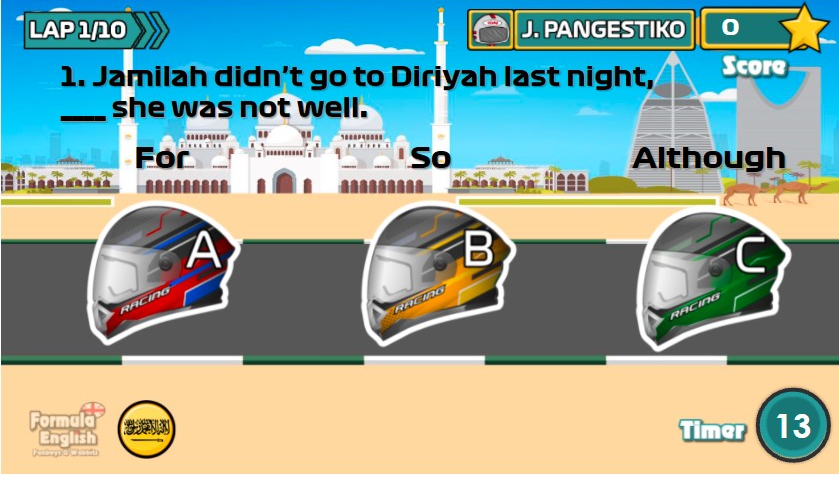 LAP 1/10
J. PANGESTIKO
0
Score
1. Jamilah didn't go to Diriyah last night,
___ she was not well.
For
So
Although
A
B
C
RACING
RACING
RACING
Formula
English
Timer
13